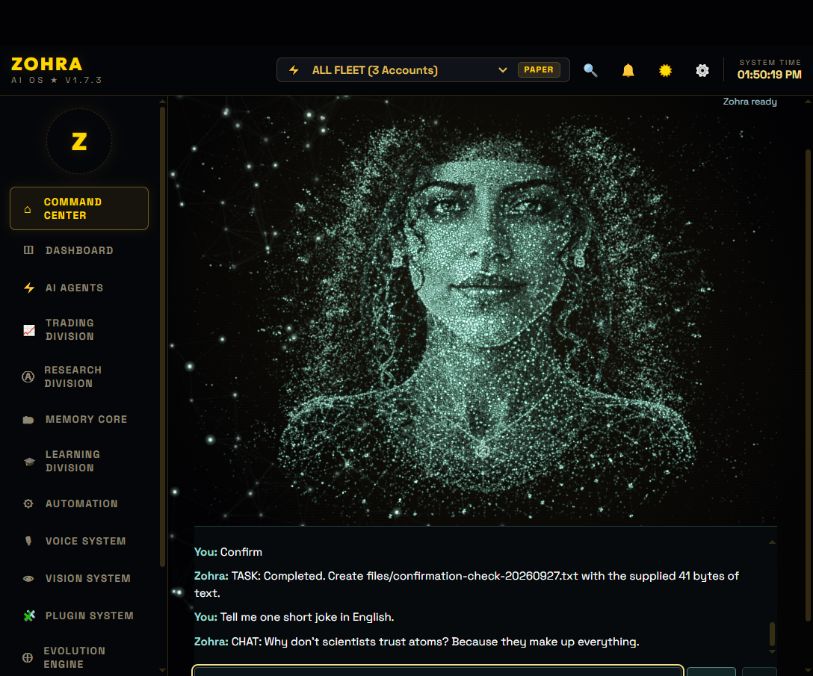 ZOHRA
AI OS ★ V1.7.3
ALL FLEET (3 Accounts)
PAPER
SYSTEM TIME
01:50:19 PM
Z
COMMAND
CENTER
DASHBOARD
AI AGENTS
TRADING
DIVISION
RESEARCH
DIVISION
MEMORY CORE
LEARNING
DIVISION
AUTOMATION
VOICE SYSTEM
VISION SYSTEM
PLUGIN SYSTEM
EVOLUTION
ENGINE
Zohra ready
You: Confirm
Zohra: TASK: Completed. Create files/confirmation-check-20260927.txt with the supplied 41 bytes of
text.
You: Tell me one short joke in English.
Zohra: CHAT: Why don't scientists trust atoms? Because they make up everything.